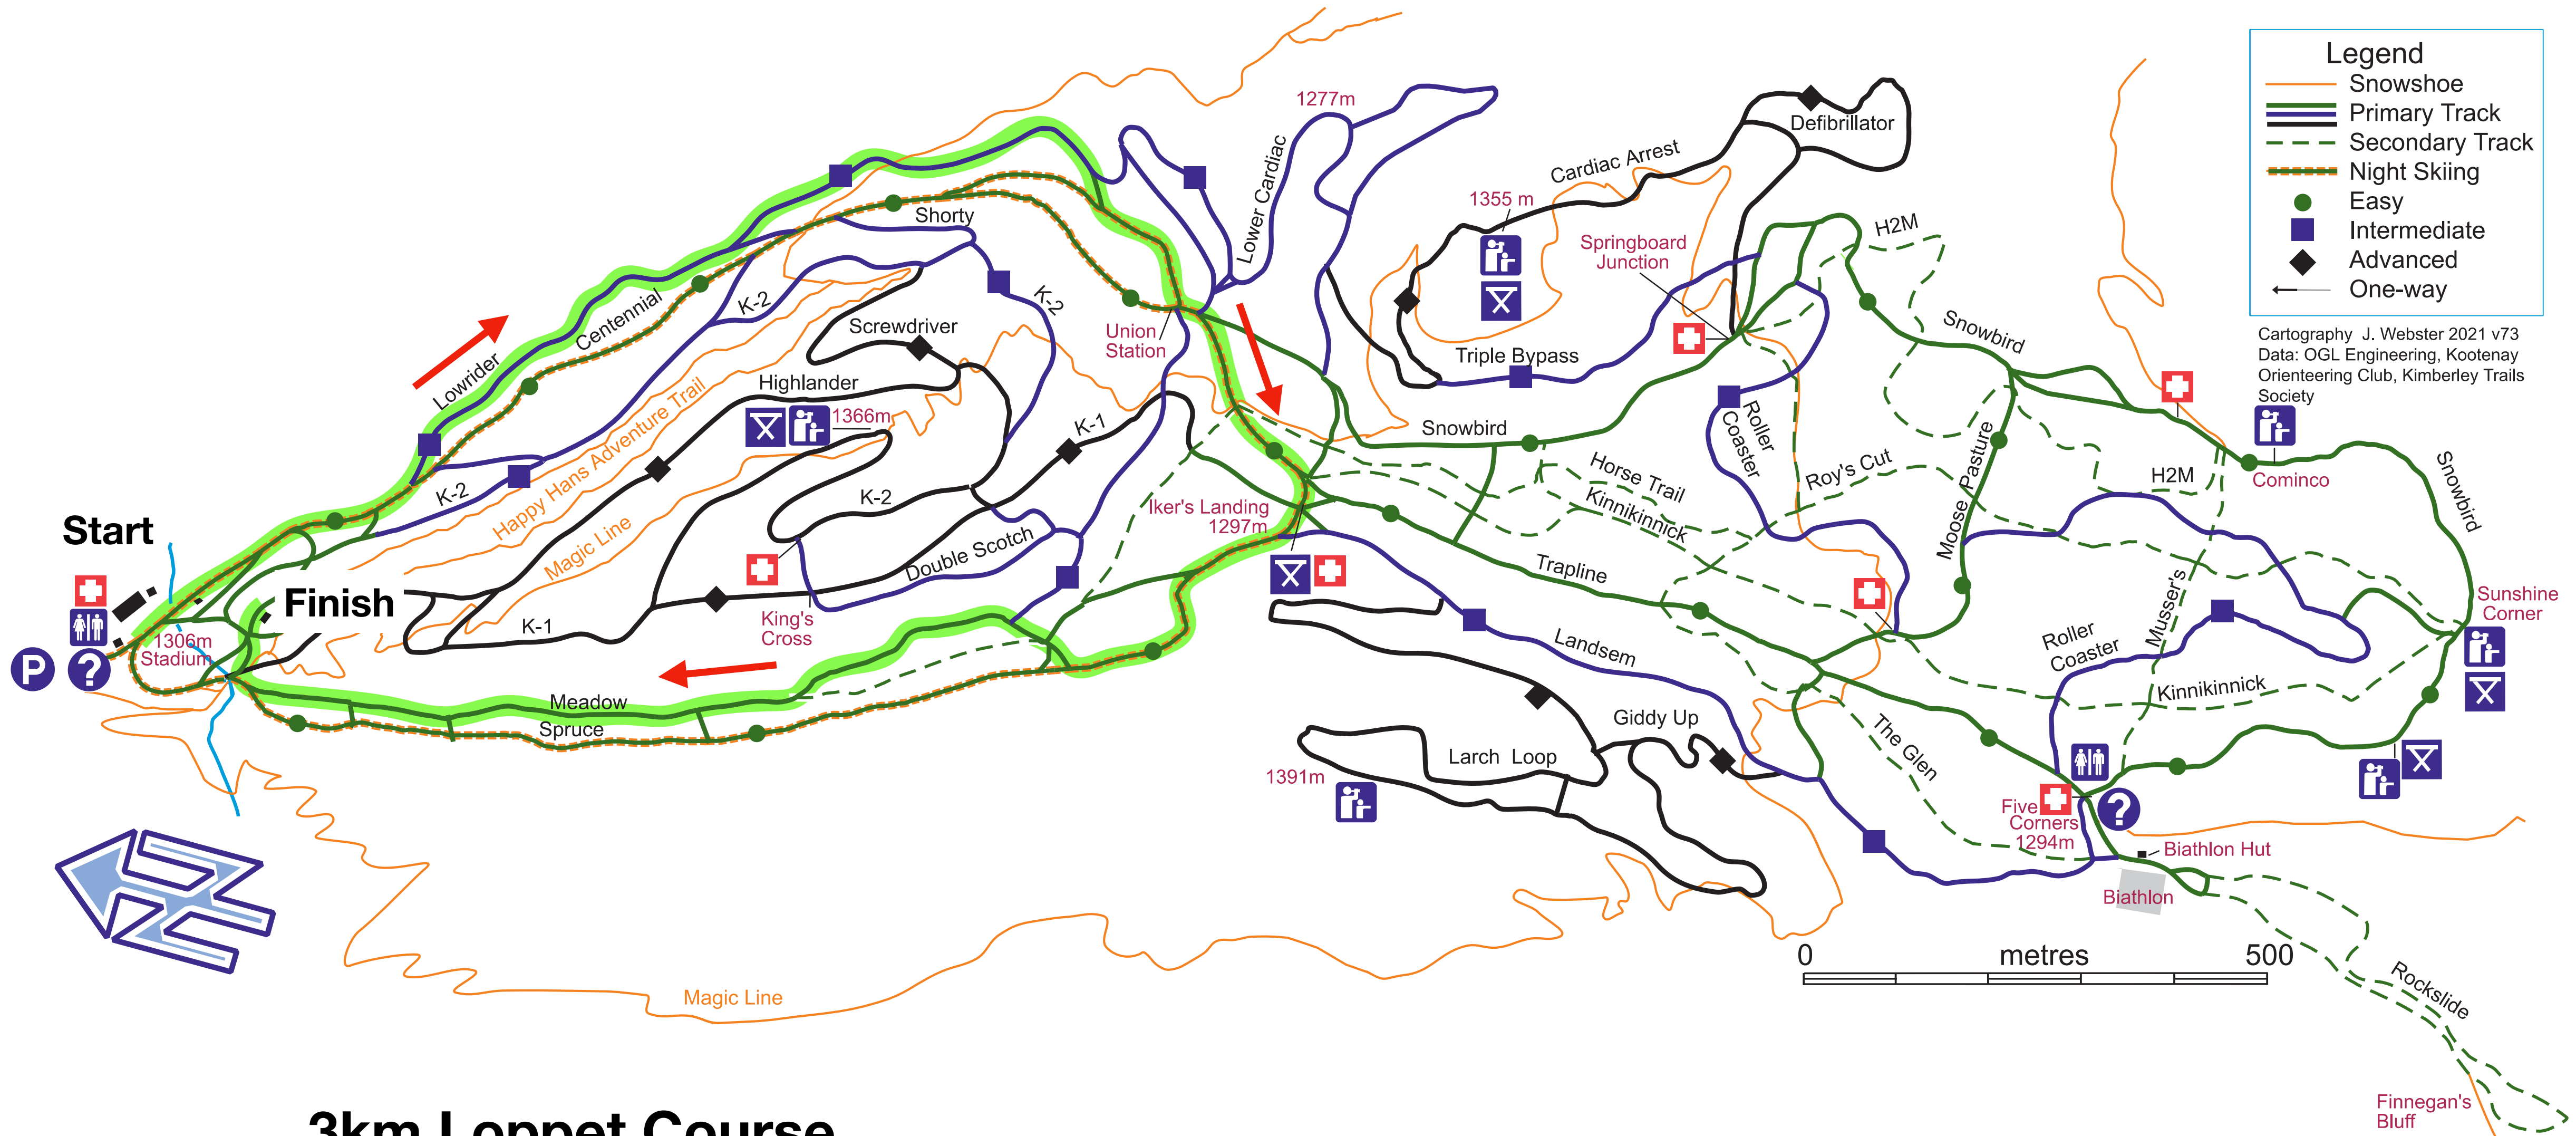 Legend
Snowshoe
Primary Track
Secondary Track
Night Skiing
Easy
Intermediate
Advanced
One-way
Cartography J. Webster 2021 v73
Data: OGL Engineering, Kootenay
Orienteering Club, Kimberley Trails
Society
1277m
Lower Cardiac
Defibrillator
Cardiac Arrest
1355 m
Springboard
Junction
H2M
Snowbird
Shorty
K-2
K-2
Centennial
Lowrider
Screwdriver
Highlander
1366m
Union
Station
Triple Bypass
Snowbird
Roller
Coaster
Roy's Cut
Moose Pasture
H2M
Cominco
Snowbird
Happy Hans Adventure Trail
K-2
K-1
K-2
Horse Trail
Kinnikinnick
Iker's Landing
1297m
Start
Magic Line
Double Scotch
Trapline
Finish
King's
Cross
K-1
1306m
Stadium
P
?
Landsem
Roller
Coaster
Musser's
Sunshine
Corner
Kinnikinnick
Meadow
Spruce
Giddy Up
The Glen
Larch Loop
1391m
Five
Corners
1294m
?
Biathlon Hut
Biathlon
0 metres 500
Rockslide
Magic Line
Finnegan's
Bluff
3km Loppet Course